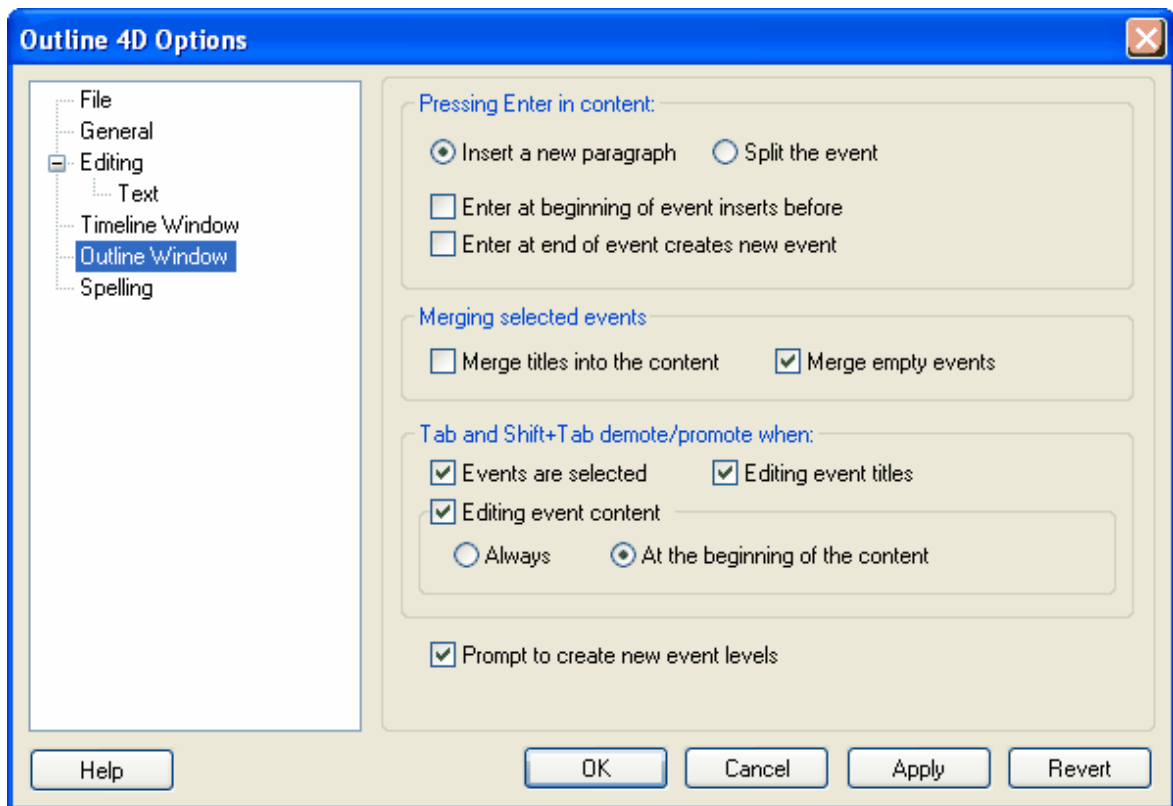 Outline 4D Options
File
General
Editing
Text
Timeline Window
Outline Window
Spelling
Pressing Enter in content:
Insert a new paragraph Split the event
Enter at beginning of event inserts before
Enter at end of event creates new event
Merging selected events
Merge titles into the content Merge empty events
Tab and Shift+Tab demote/promote when:
Events are selected Editing event titles
Editing event content
Always At the beginning of the content
Prompt to create new event levels
Help OK Cancel Apply Revert